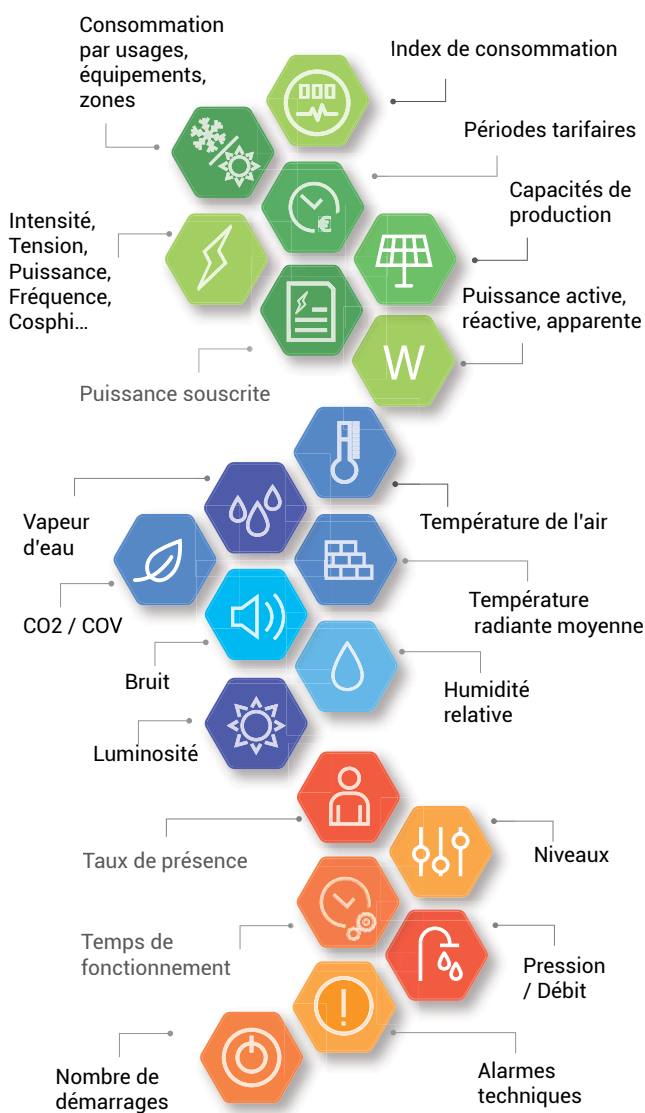 Consommation
par usages,
équipements,
zones
Index de consommation
Périodes tarifaires
Capacités de
production
Intensité,
Tension,
Puissance,
Fréquence,
Cosphi...
Puissance active,
réactive, apparente
W
Puissance souscrite
Vapeur
d'eau
Température de l'air
CO2 / COV
Température
radiante moyenne
Bruit
Humidité
relative
Luminosité
Taux de présence
Niveaux
Temps de
fonctionnement
Pression
/ Débit
Nombre de
démarrages
Alarmes
techniques